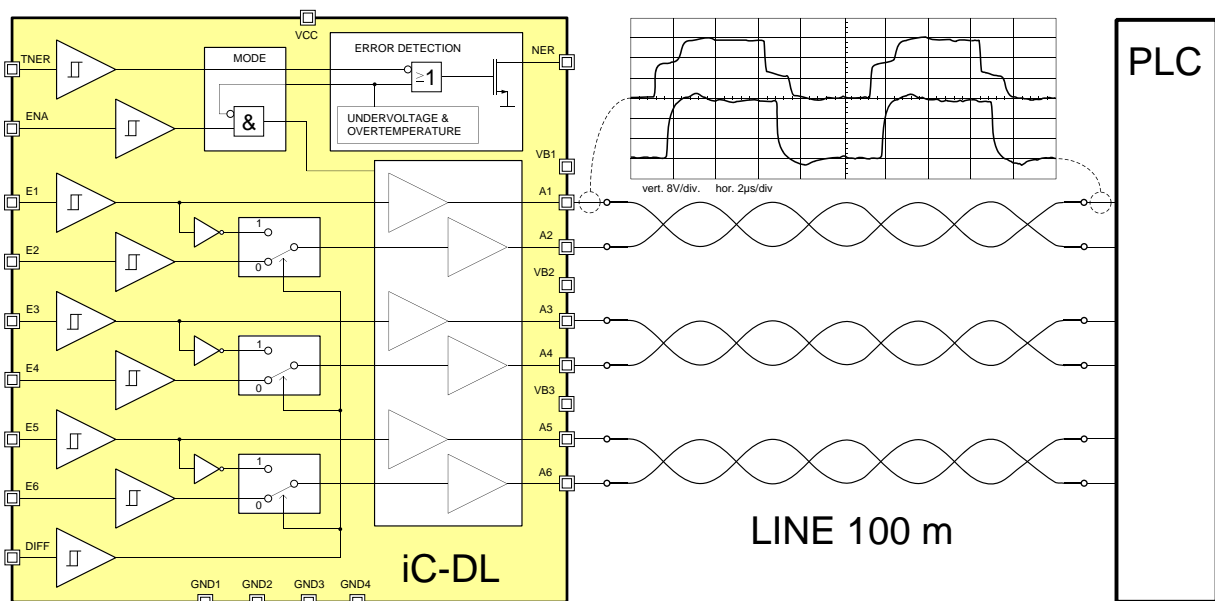 VCC
TNER
MODE
ERROR DETECTION
NER
≥1
ENA
&
UNDERVOLTAGE &
OVERTEMPERATURE
VB1
E1
A1
1
E2
0
A2
VB2
E3
A3
1
E4
0
A4
VB3
E5
A5
1
E6
0
A6
DIFF
iC-DL
GND1 GND2 GND3 GND4
vert. 8V/div. hor. 2µs/div
LINE 100 m
PLC